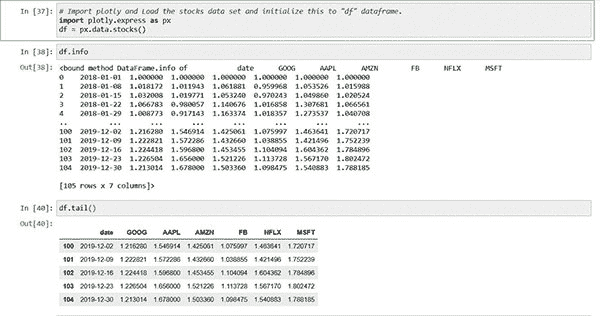 In [37]: # Import plotly and Load the stocks data set and initialize this to "df" dataframe.
import plotly.express as px
df = px.data.stocks()
In [38]: df.info
Out[38]: <bound method DataFrame.info of date GOOG AAPL AMZN FB NFLX MSFT
0 2018-01-01 1.000000 1.000000 1.000000 1.000000 1.000000 1.000000
1 2018-01-08 1.018172 1.011943 1.061881 0.959968 1.053526 1.015988
2 2018-01-15 1.032008 1.019771 1.053240 0.970243 1.049860 1.020524
3 2018-01-22 1.066783 0.980057 1.140676 1.016858 1.307681 1.066561
4 2018-01-29 1.008773 0.917143 1.163374 1.018357 1.273537 1.040708
.. ... ... ... ... ... ... ...
100 2019-12-02 1.216280 1.546914 1.425061 1.075997 1.463641 1.720717
101 2019-12-09 1.222821 1.572286 1.432660 1.038855 1.421496 1.752239
102 2019-12-16 1.224418 1.596800 1.453455 1.104094 1.604362 1.784896
103 2019-12-23 1.226504 1.656000 1.521226 1.113728 1.567170 1.802472
104 2019-12-30 1.213014 1.678000 1.503360 1.098475 1.540883 1.788185
[105 rows x 7 columns]>
In [40]: df.tail()
Out[40]:
date GOOG AAPL AMZN FB NFLX MSFT
100 2019-12-02 1.216280 1.546914 1.425061 1.075997 1.463641 1.720717
101 2019-12-09 1.222821 1.572286 1.432660 1.038855 1.421496 1.752239
102 2019-12-16 1.224418 1.596800 1.453455 1.104094 1.604362 1.784896
103 2019-12-23 1.226504 1.656000 1.521226 1.113728 1.567170 1.802472
104 2019-12-30 1.213014 1.678000 1.503360 1.098475 1.540883 1.788185